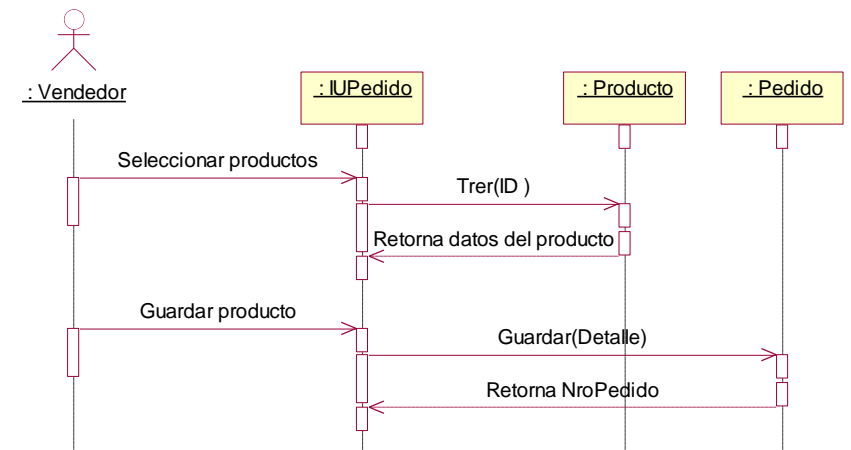 : Vendedor
: IUPedido
: Producto
: Pedido
Seleccionar productos
Trer(ID )
Retorna datos del producto
Guardar producto
Guardar(Detalle)
Retorna NroPedido